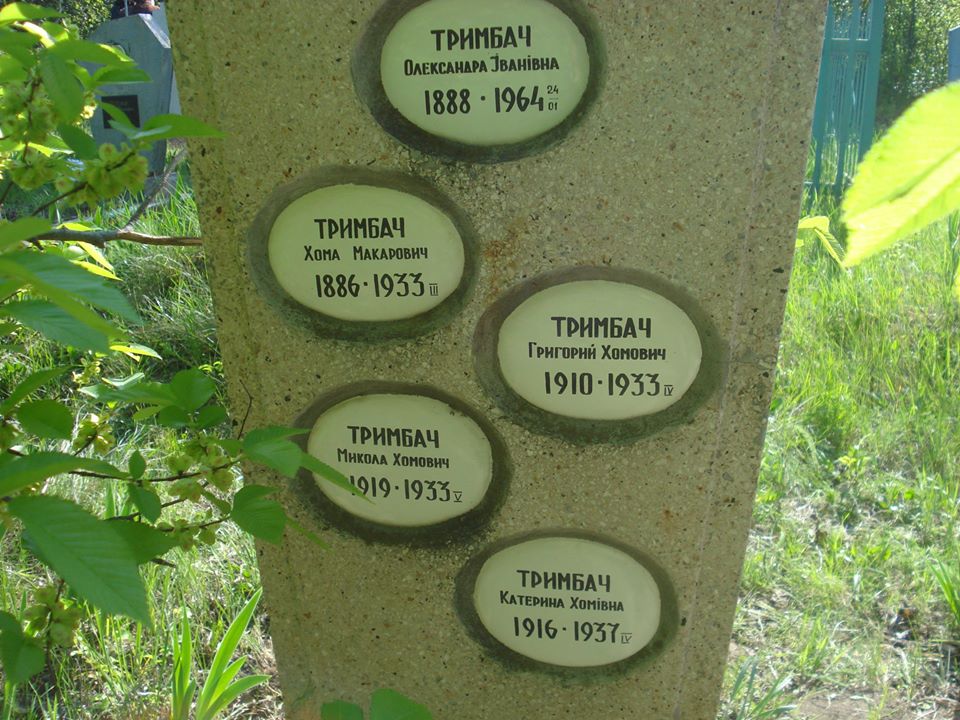 ТРИМБАЧ
Олександра Іванівна
1888 · 1964 24/01
ТРИМБАЧ
Хома Макарович
1886 · 1933 III
ТРИМБАЧ
Григорий Хомович
1910 · 1933 IV
ТРИМБАЧ
Микола Хомович
1919 · 1933 V
ТРИМБАЧ
Катерина Хомівна
1916 · 1937 IV